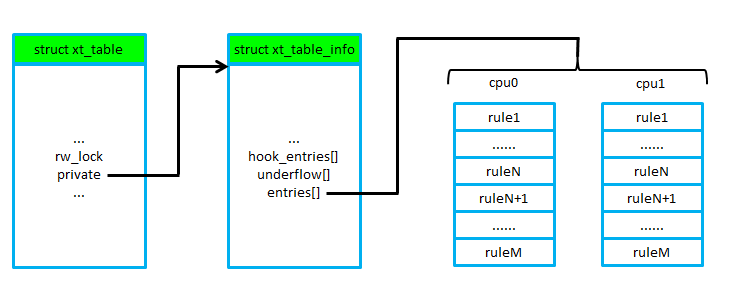 struct xt_table
...
rw_lock
private
...
struct xt_table_info
...
hook_entries[]
underflow[]
entries[]
cpu0
rule1
......
ruleN
ruleN+1
......
ruleM
cpu1
rule1
......
ruleN
ruleN+1
......
ruleM